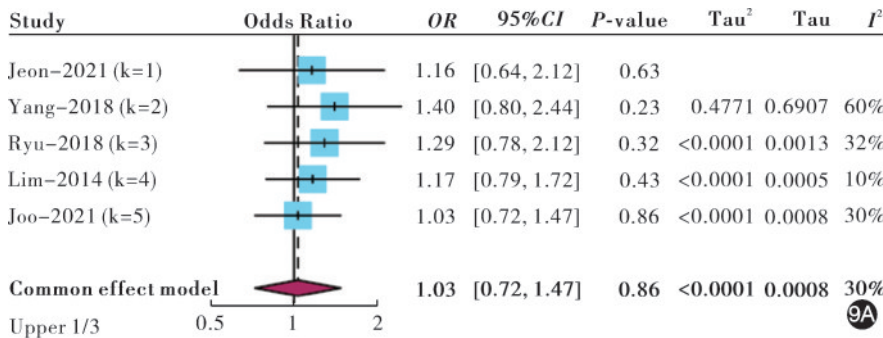 Study Odds Ratio OR 95%CI P-value Tau² Tau I²
Jeon-2021 (k=1) 1.16 [0.64, 2.12] 0.63
Yang-2018 (k=2) 1.40 [0.80, 2.44] 0.23 0.4771 0.6907 60%
Ryu-2018 (k=3) 1.29 [0.78, 2.12] 0.32 <0.0001 0.0013 32%
Lim-2014 (k=4) 1.17 [0.79, 1.72] 0.43 <0.0001 0.0005 10%
Joo-2021 (k=5) 1.03 [0.72, 1.47] 0.86 <0.0001 0.0008 30%
Common effect model 1.03 [0.72, 1.47] 0.86 <0.0001 0.0008 30%
Upper 1/3 0.5 1 2 9A